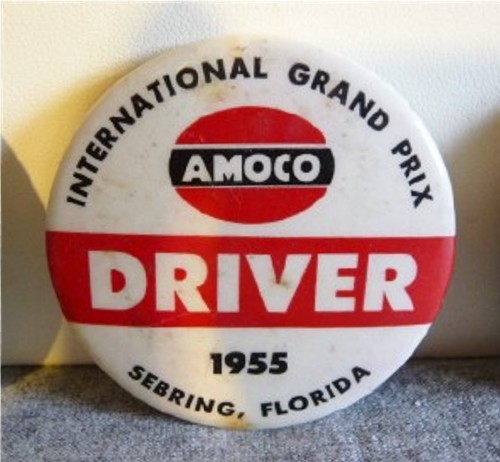 INTERNATIONAL GRAND PRIX
AMOCO
DRIVER
1955
SEBRING, FLORIDA